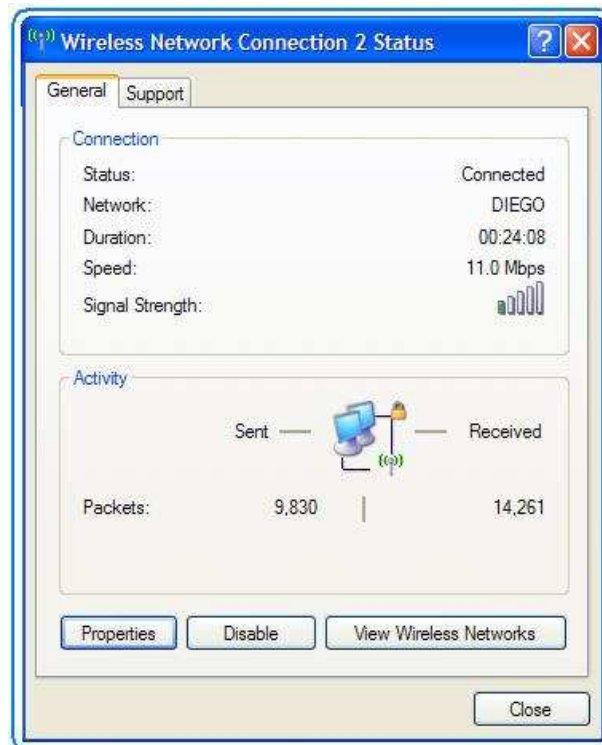 Wireless Network Connection 2 Status
General Support
Connection
Status: Connected
Network: DIEGO
Duration: 00:24:08
Speed: 11.0 Mbps
Signal Strength:
Activity
Sent Received
Packets: 9,830 14,261
Properties Disable View Wireless Networks
Close